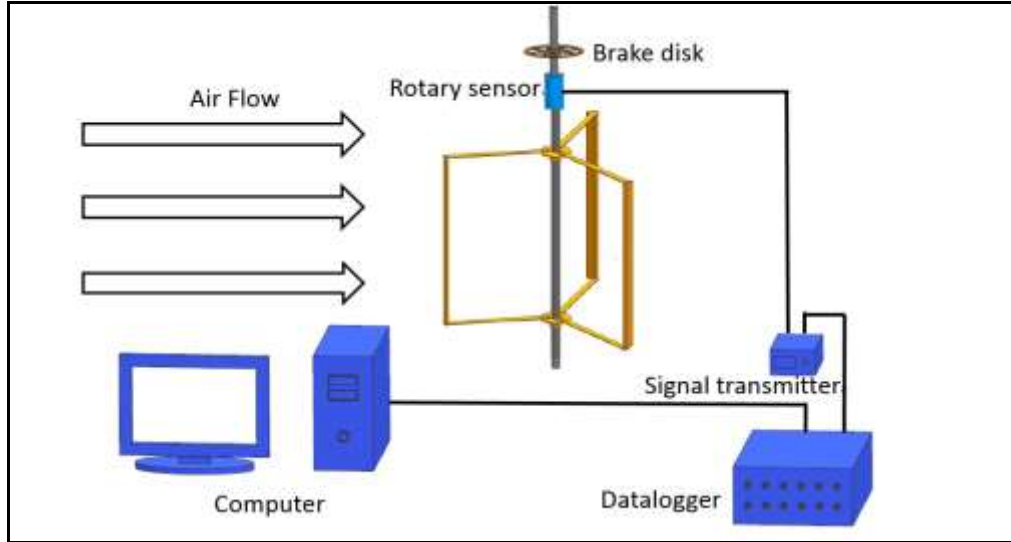 Brake disk
Rotary sensor
Air Flow
Signal transmitter
Computer
Datalogger